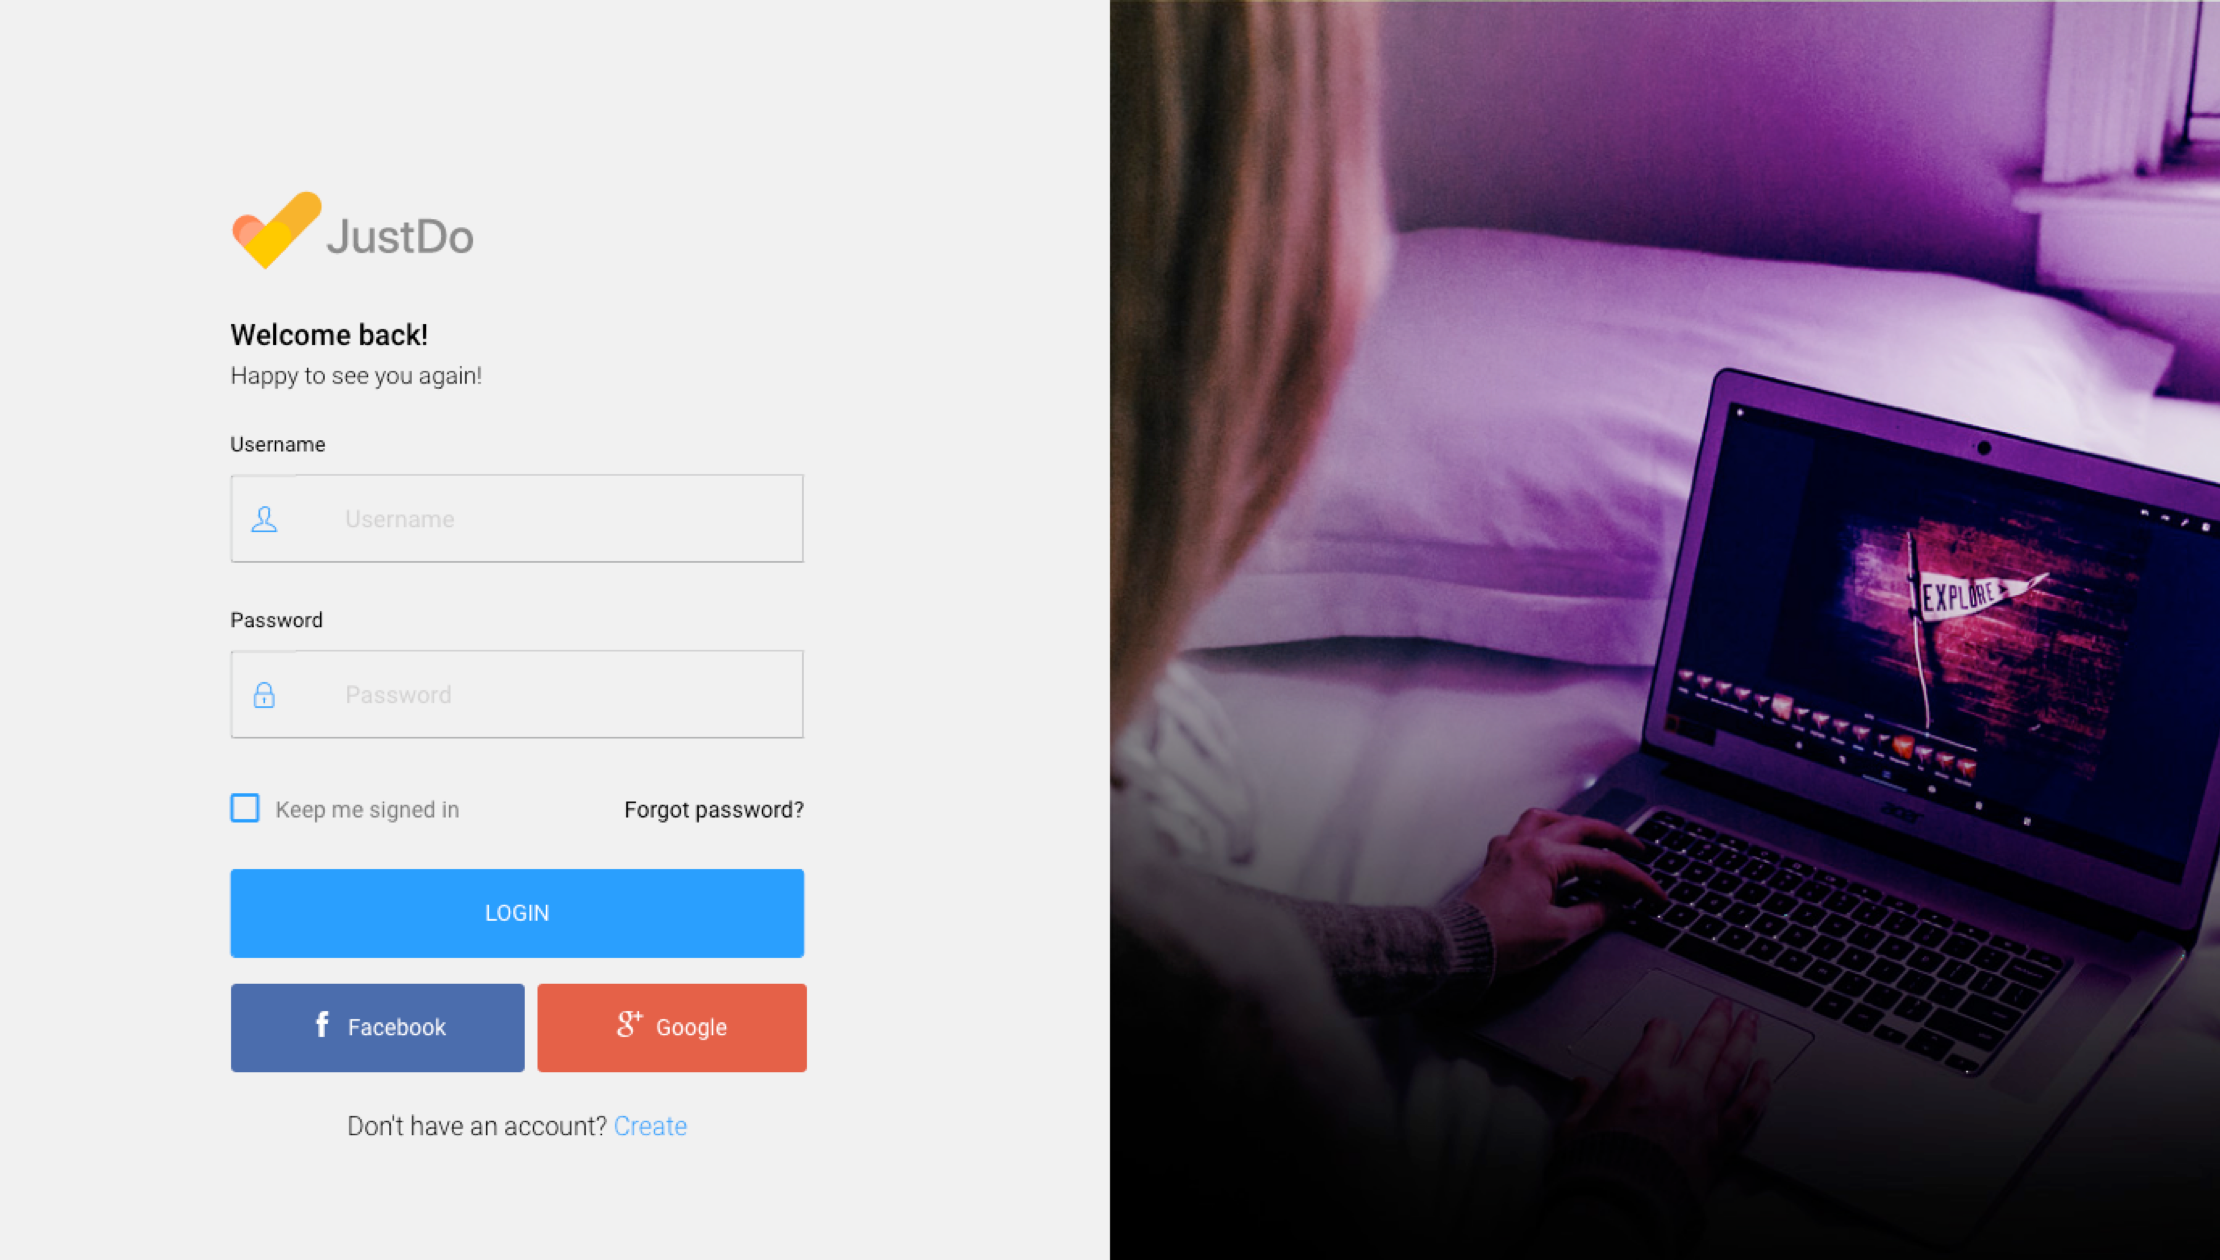 JustDo
Welcome back!
Happy to see you again!
Username
Username
Password
Password
Keep me signed in
Forgot password?
LOGIN
f Facebook
g+ Google
Don't have an account? Create
EXPLORE
acer